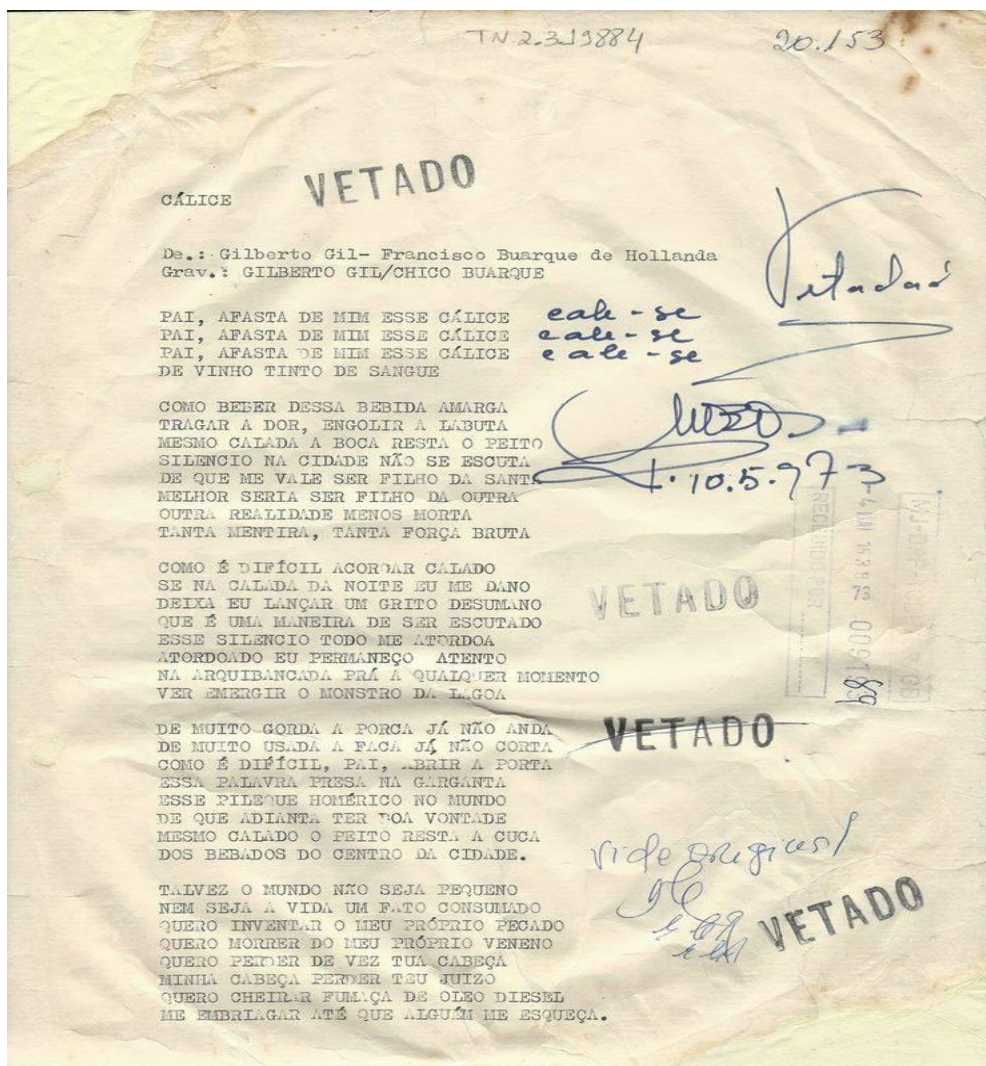 TN 2.319884
20.153
VETADO
CÁLICE
De.: Gilberto Gil- Francisco Buarque de Hollanda
Grav.: GILBERTO GIL/CHICO BUARQUE
Vetado
PAI, AFASTA DE MIM ESSE CÁLICE cale-se
PAI, AFASTA DE MIM ESSE CÁLICE cale-se
PAI, AFASTA DE MIM ESSE CÁLICE cale-se
DE VINHO TINTO DE SANGUE
COMO BEBER DESSA BEBIDA AMARGA
TRAGAR A DOR, ENGOLIR A LABUTA
MESMO CALADA A BOCA RESTA O PEITO
SILENCIO NA CIDADE NÃO SE ESCUTA
DE QUE ME VALE SER FILHO DA SANTA
MELHOR SERIA SER FILHO DA OUTRA
OUTRA REALIDADE MENOS MORTA
TANTA MENTIRA, TANTA FORÇA BRUTA
10.5.973
COMO É DIFÍCIL ACORDAR CALADO
SE NA CALADA DA NOITE EU ME DANO
DEIXA EU LANÇAR UM GRITO DESUMANO
QUE É UMA MANEIRA DE SER ESCUTADO
ESSE SILENCIO TODO ME ATORDOA
ATORDOADO EU PERMANEÇO ATENTO
NA ARQUIBANCADA PRÁ A QUALQUER MOMENTO
VER EMERGIR O MONSTRO DA LAGOA
VETADO
RECEBIDO POR
73 009189
89
DE MUITO GORDA A PORCA JÁ NÃO ANDA
DE MUITO USADA A FACA JÁ NÃO CORTA
COMO É DIFÍCIL, PAI, ABRIR A PORTA
ESSA PALAVRA PRESA NA GARGANTA
ESSE PILEQUE HOMÉRICO NO MUNDO
DE QUE ADIANTA TER BOA VONTADE
MESMO CALADO O PEITO RESTA A CUCA
DOS BEBADOS DO CENTRO DA CIDADE.
VETADO
vide original
VETADO
TALVEZ O MUNDO NÃO SEJA PEQUENO
NEM SEJA A VIDA UM FATO CONSUMADO
QUERO INVENTAR O MEU PRÓPRIO PECADO
QUERO MORRER DO MEU PRÓPRIO VENENO
QUERO PERDER DE VEZ TUA CABEÇA
MINHA CABEÇA PERDER TEU JUIZO
QUERO CHEIRAR FUMAÇA DE OLEO DIESEL
ME EMBRIAGAR ATÉ QUE ALGUÉM ME ESQUEÇA.